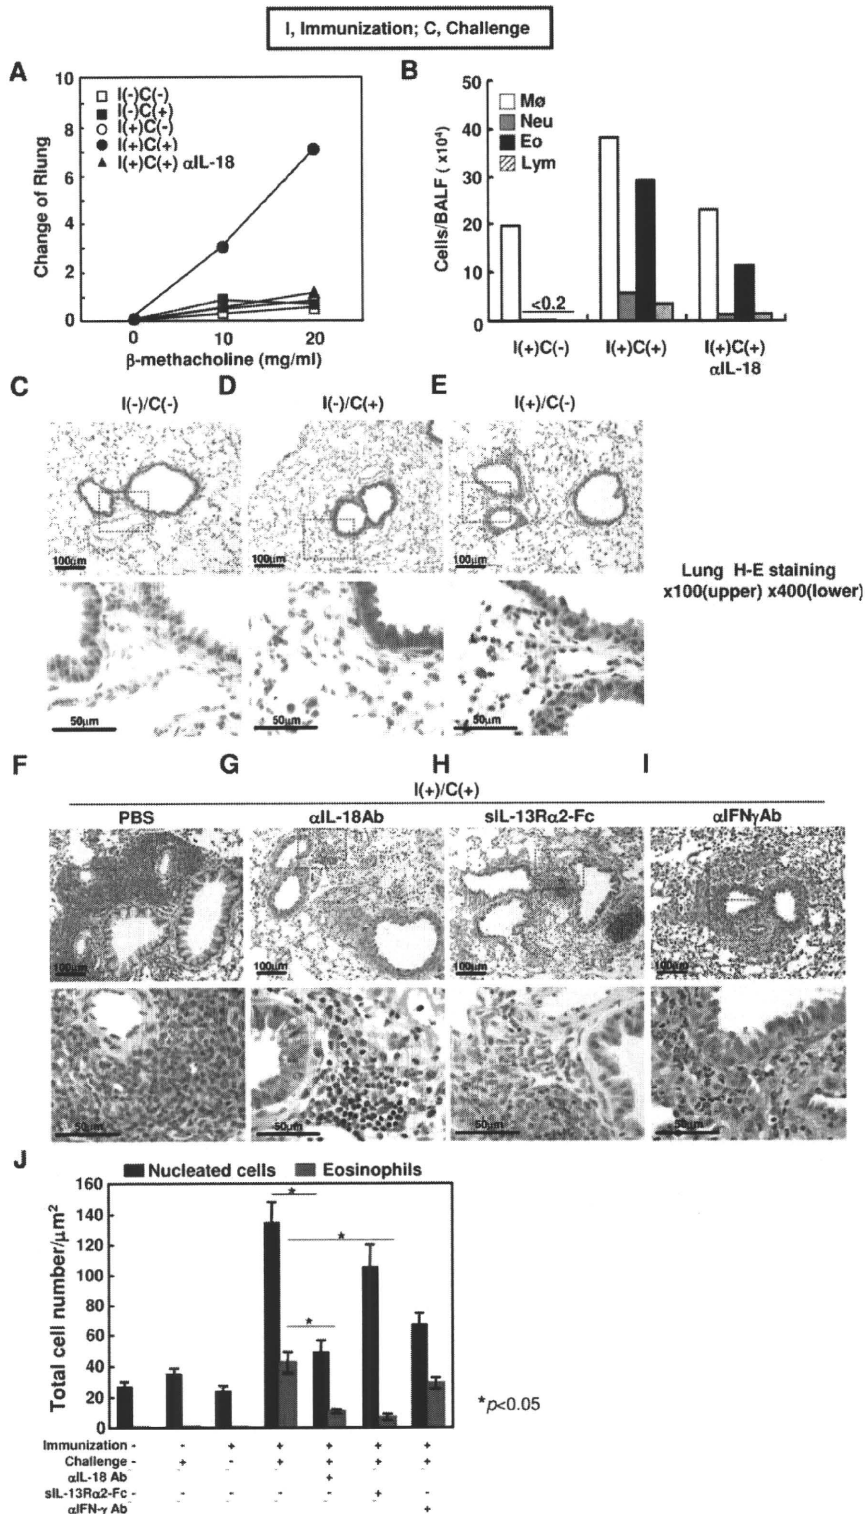 I, Immunization; C, Challenge
A
10
8
6
4
2
0
Change of Rlung
I(-)C(-)
I(-)C(+)
I(+)C(-)
I(+)C(+)
I(+)C(+) αIL-18
0 10 20
β-methacholine (mg/ml)
B
50
40
30
20
10
0
Cells/BALF ( x10⁴)
Mø
Neu
Eo
Lym
<0.2
I(+)C(-) I(+)C(+) I(+)C(+)
αIL-18
C D E
I(-)/C(-) I(-)/C(+) I(+)/C(-)
100μm 100μm 100μm
Lung H-E staining
x100(upper) x400(lower)
50μm 50μm 50μm
F G H I
I(+)/C(+)
PBS αIL-18Ab sIL-13Rα2-Fc αIFNγAb
100μm 100μm 100μm 100μm
50μm 50μm 50μm 50μm
J
Nucleated cells Eosinophils
160
140
120
100
80
60
40
20
0
Total cell number/μm²
* * *
*p<0.05
Immunization - - + + + + +
Challenge - + - + + + +
αIL-18 Ab +
sIL-13Rα2-Fc +
αIFN-γ Ab +